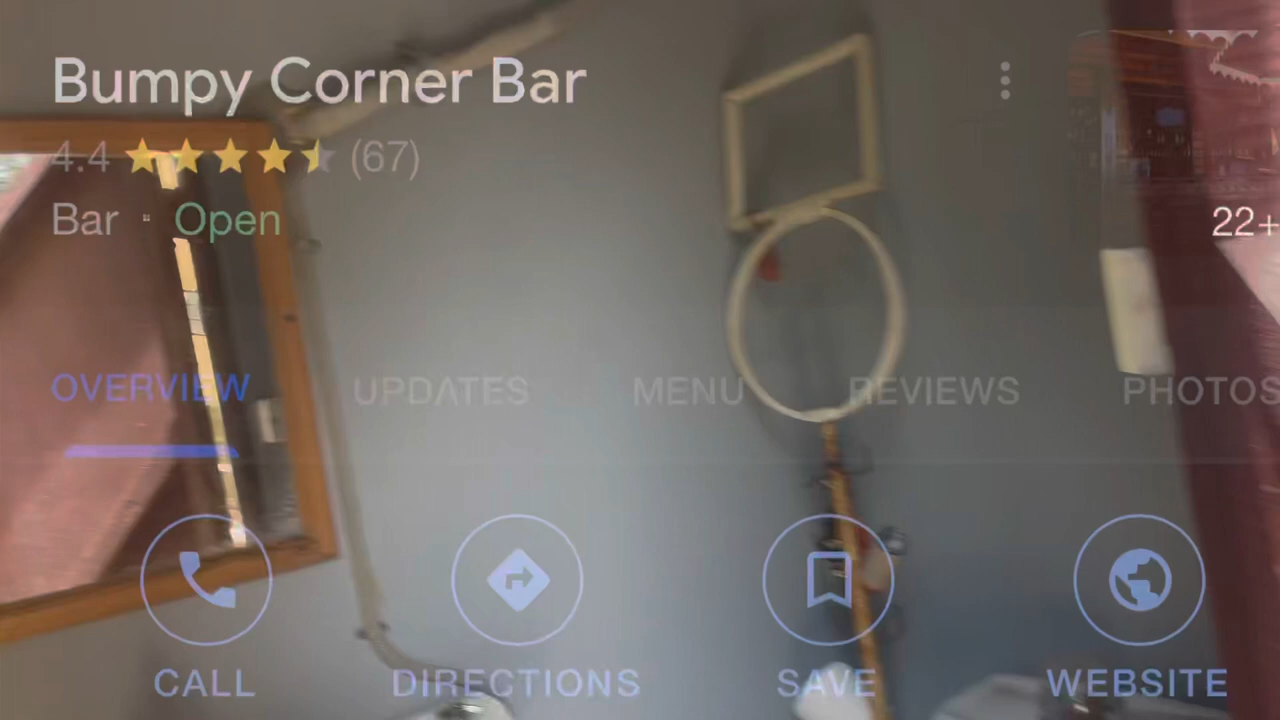 Bumpy Corner Bar
4.4 (67)
Bar · Open
22+
OVERVIEW UPDATES MENU REVIEWS PHOTOS
CALL DIRECTIONS SAVE WEBSITE